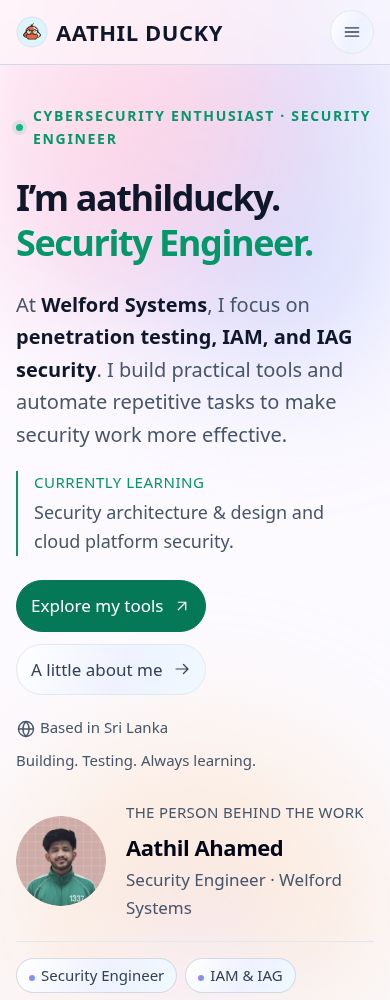 AATHIL DUCKY
CYBERSECURITY ENTHUSIAST · SECURITY
ENGINEER
I’m aathilducky.
Security Engineer.
At Welford Systems, I focus on
penetration testing, IAM, and IAG
security. I build practical tools and
automate repetitive tasks to make
security work more effective.
CURRENTLY LEARNING
Security architecture & design and
cloud platform security.
Explore my tools
A little about me
Based in Sri Lanka
Building. Testing. Always learning.
THE PERSON BEHIND THE WORK
Aathil Ahamed
Security Engineer · Welford
Systems
Security Engineer
IAM & IAG